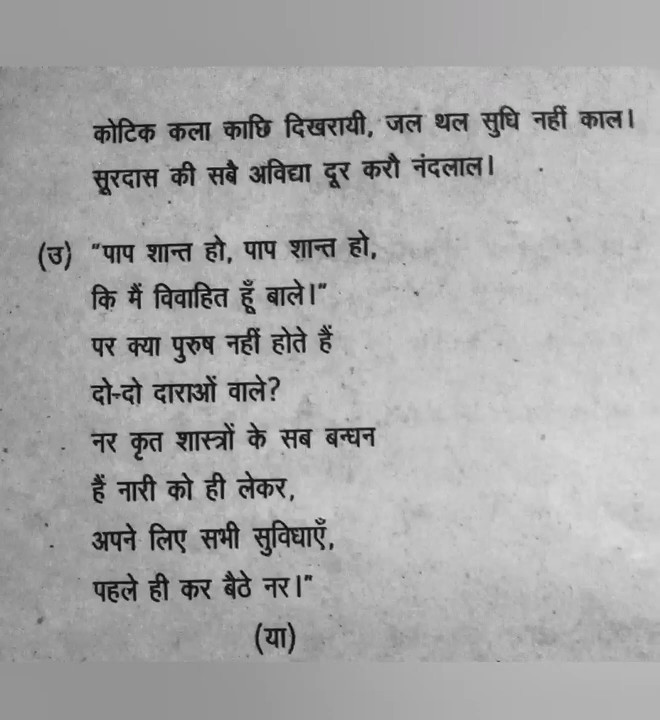 कोटिक कला काछि दिखरायी, जल थल सुधि नहीं काल।
सूरदास की सबै अविद्या दूर करौ नंदलाल।
(उ) "पाप शान्त हो, पाप शान्त हो,
कि मैं विवाहित हूँ बाले।"
पर क्या पुरुष नहीं होते हैं
दो-दो दाराओं वाले?
नर कृत शास्त्रों के सब बन्धन
हैं नारी को ही लेकर,
अपने लिए सभी सुविधाएँ,
पहले ही कर बैठे नर।"
(या)